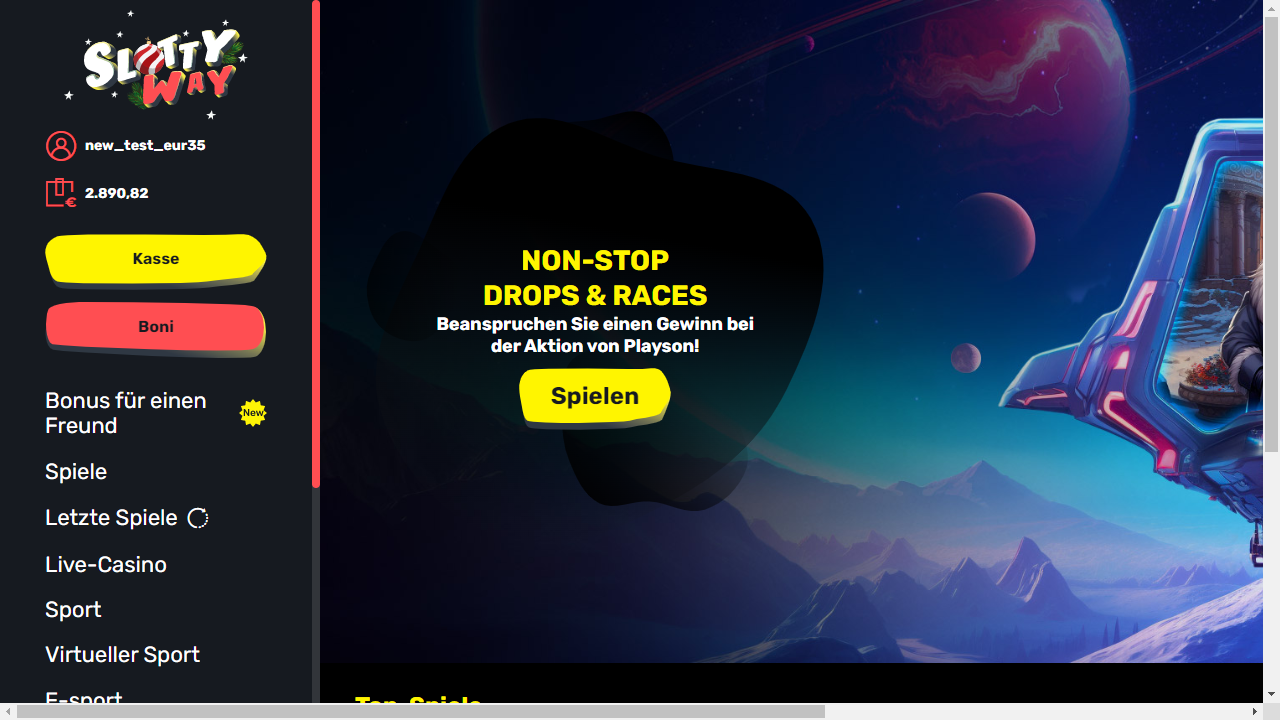 SLOTTY
WAY
new_test_eur35
€ 2.890,82
Kasse
Boni
Bonus für einen
Freund
New
Spiele
Letzte Spiele
Live-Casino
Sport
Virtueller Sport
E-sport
NON-STOP
DROPS & RACES
Beanspruchen Sie einen Gewinn bei
der Aktion von Playson!
Spielen
Top-Spiele